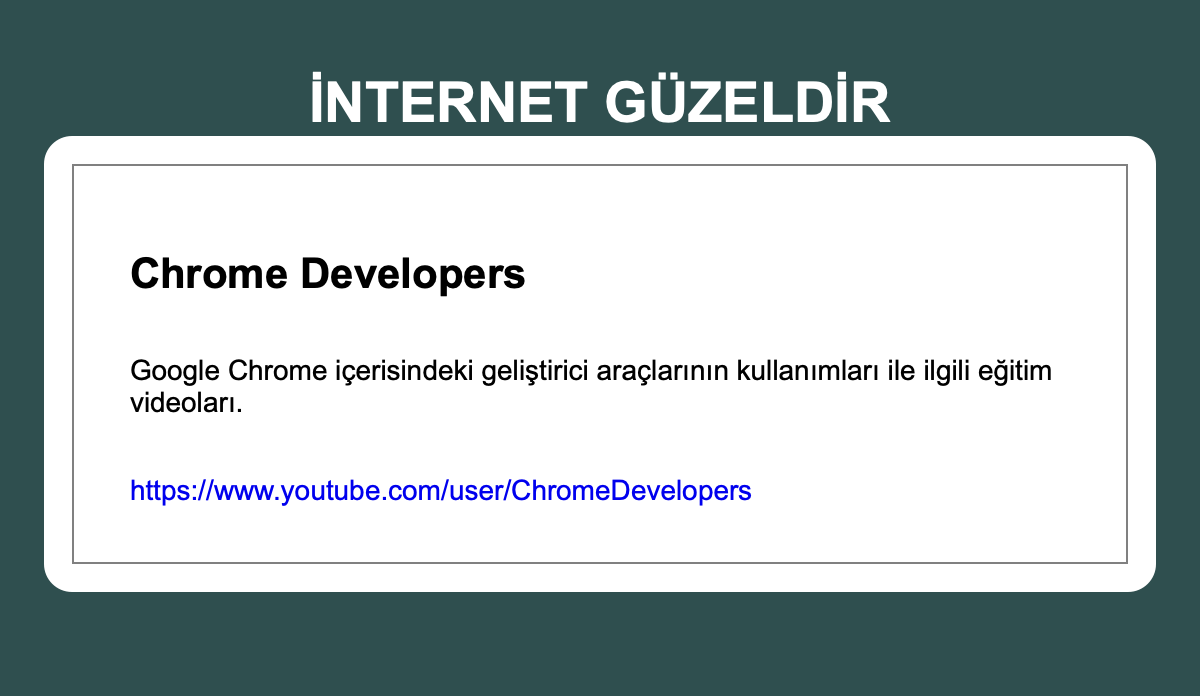 İNTERNET GÜZELDİR
Chrome Developers
Google Chrome içerisindeki geliştirici araçlarının kullanımları ile ilgili eğitim
videoları.
https://www.youtube.com/user/ChromeDevelopers